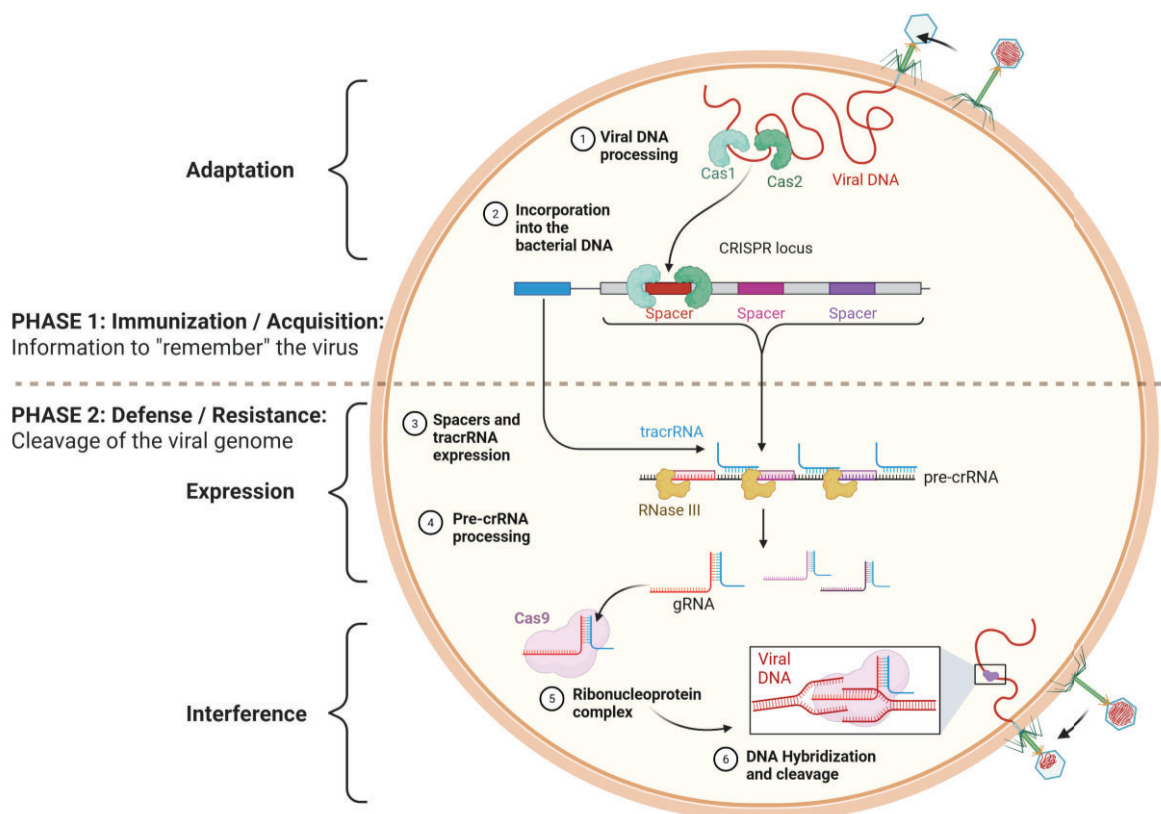 Adaptation
1 Viral DNA
processing
Cas1
Cas2
Viral DNA
2 Incorporation
into the
bacterial DNA
CRISPR locus
Spacer
Spacer
Spacer
PHASE 1: Immunization / Acquisition:
Information to "remember" the virus
PHASE 2: Defense / Resistance:
Cleavage of the viral genome
Expression
3 Spacers and
tracrRNA
expression
tracrRNA
pre-crRNA
RNase III
4 Pre-crRNA
processing
gRNA
Cas9
Interference
5 Ribonucleoprotein
complex
Viral
DNA
6 DNA Hybridization
and cleavage